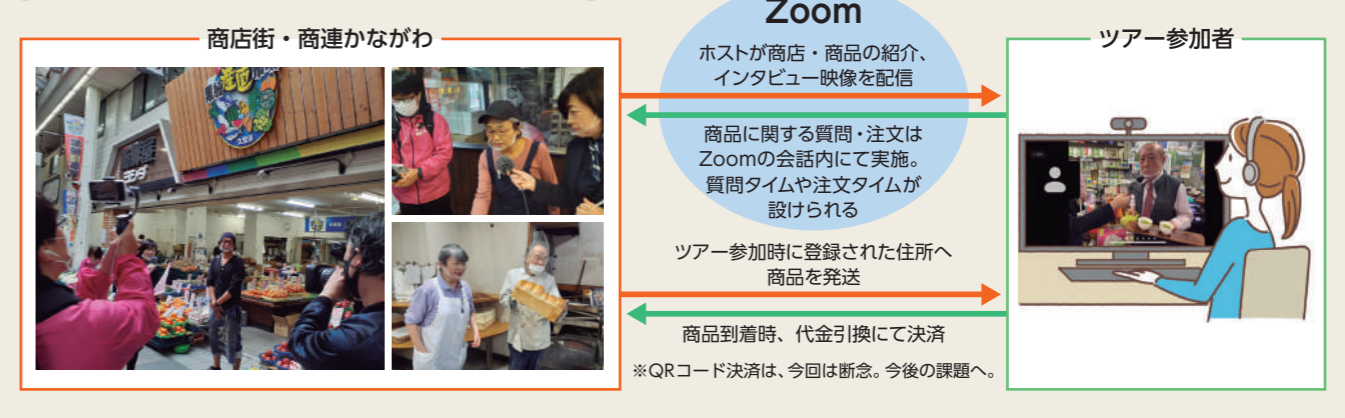 商店街・商連かながわ
Zoom
ホストが商店・商品の紹介、
インタビュー映像を配信
商品に関する質問・注文は
Zoomの会話内にて実施。
質問タイムや注文タイムが
設けられる
ツアー参加時に登録された住所へ
商品を発送
商品到着時、代金引換にて決済
※QRコード決済は、今回は断念。今後の課題へ。
ツアー参加者
産直